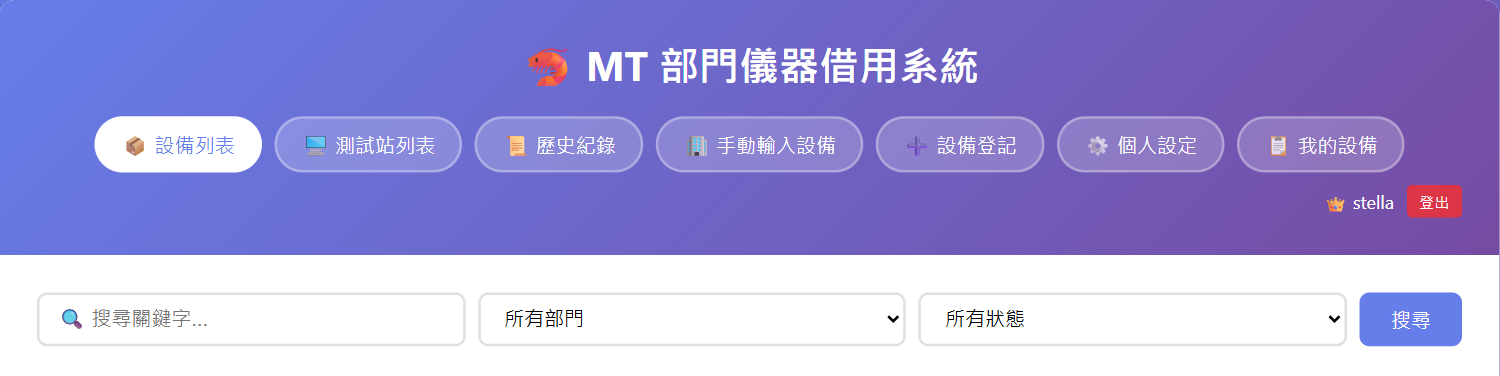 MT 部門儀器借用系統
設備列表
測試站列表
歷史紀錄
手動輸入設備
設備登記
個人設定
我的設備
stella
登出
搜尋關鍵字...
所有部門
所有狀態
搜尋